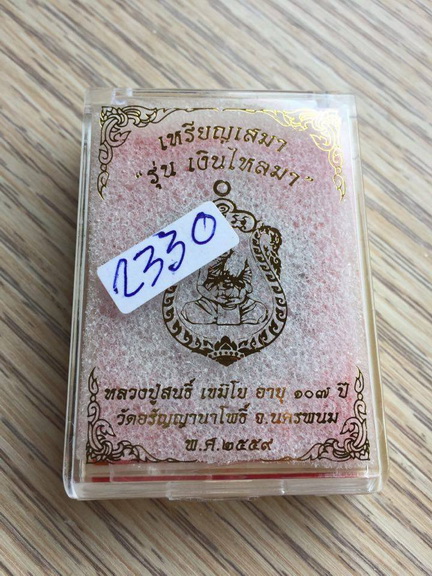 เหรียญเสมา
"รุ่น เงินไหลมา"
2330
หลวงปู่สนธิ์ เขมิโย อายุ ๑๐๗ ปี
วัดอรัญญานาโพธิ์ จ.นครพนม
พ.ศ.๒๕๕๙